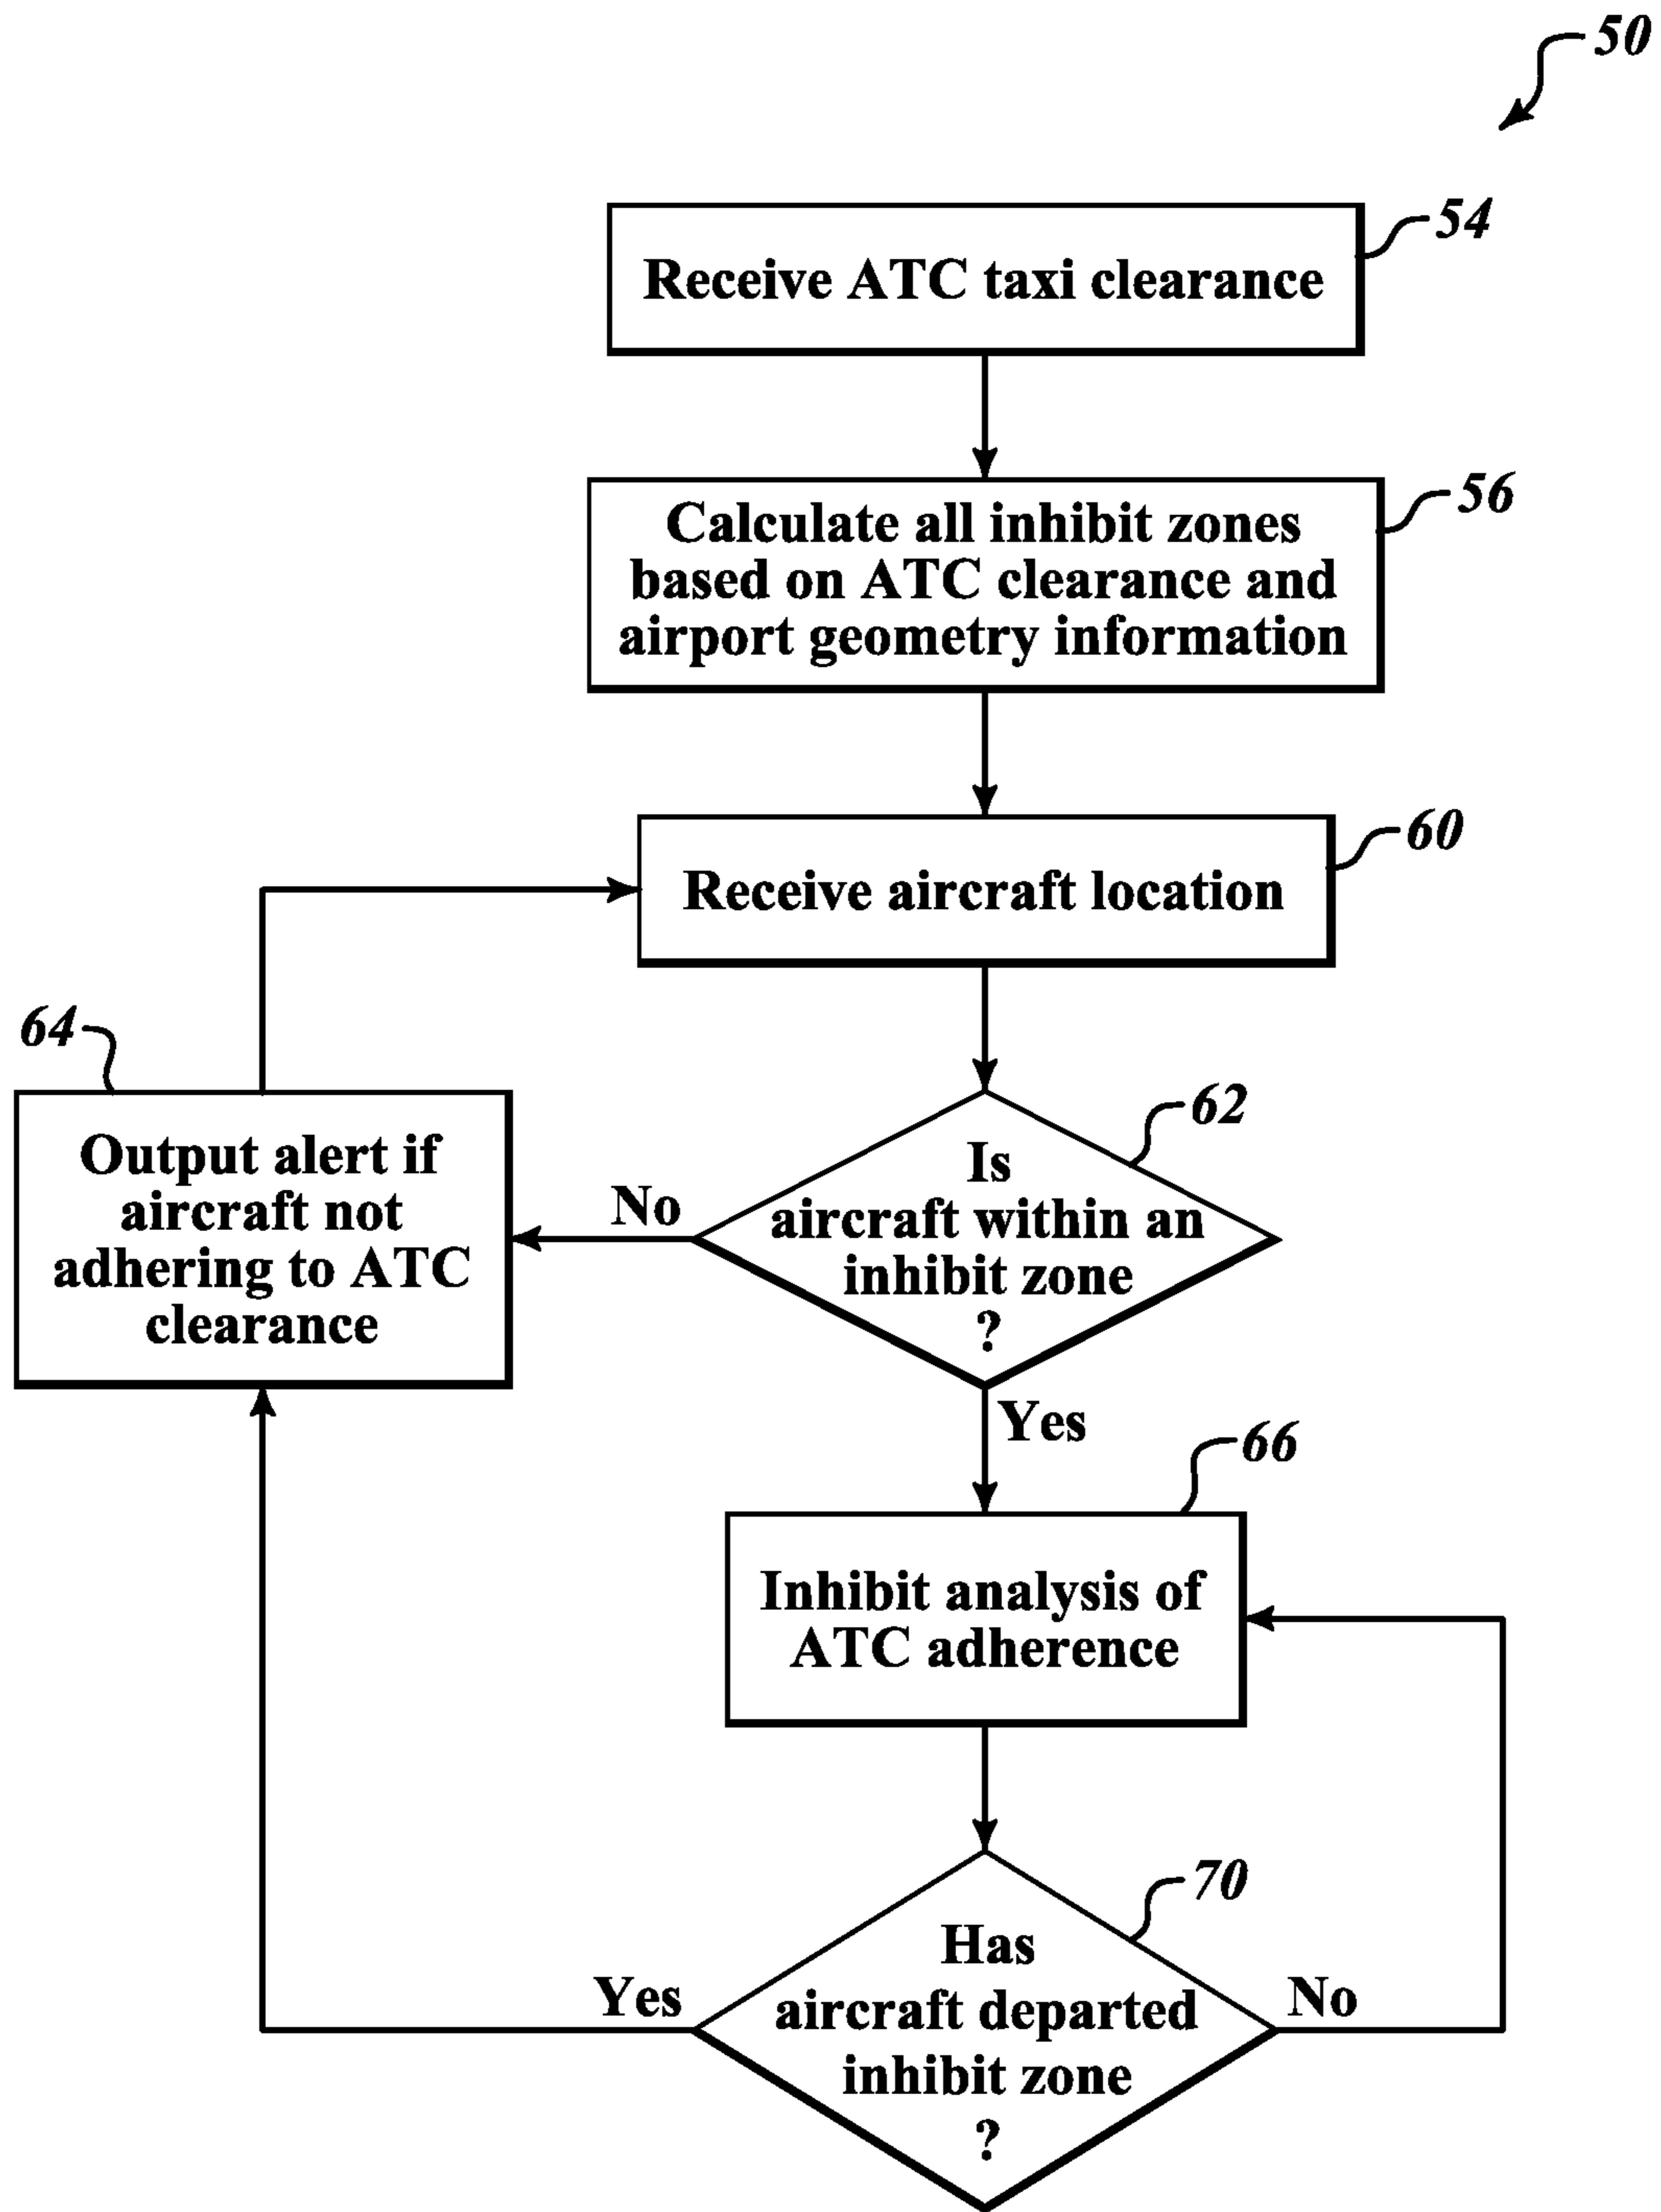 50
54
Receive ATC taxi clearance
56
Calculate all inhibit zones
based on ATC clearance and
airport geometry information
60
Receive aircraft location
64
Output alert if
aircraft not
adhering to ATC
clearance
62
Is
aircraft within an
inhibit zone
?
No
Yes
66
Inhibit analysis of
ATC adherence
70
Has
aircraft departed
inhibit zone
?
Yes
No